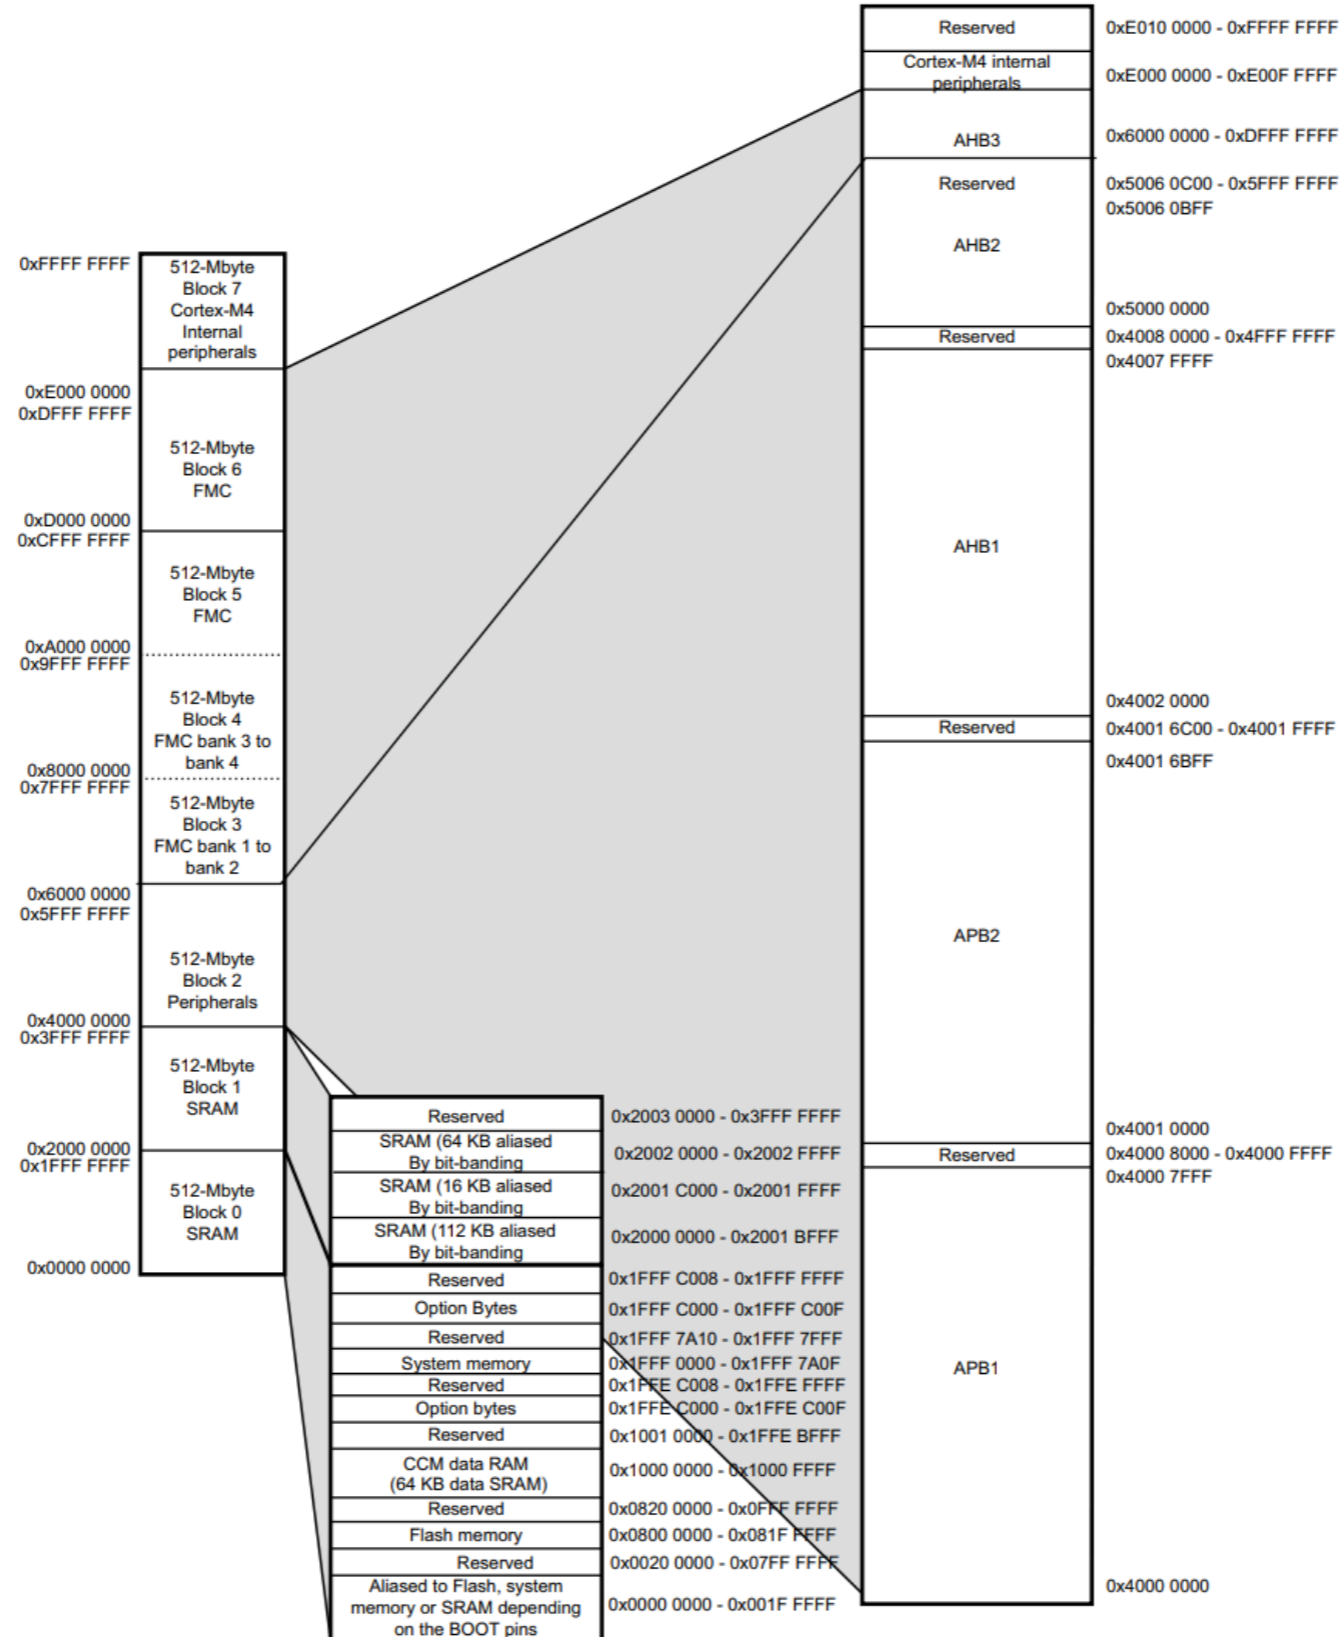 Reserved
0xE010 0000 - 0xFFFF FFFF
Cortex-M4 internal
peripherals
0xE000 0000 - 0xE00F FFFF
AHB3
0x6000 0000 - 0xDFFF FFFF
Reserved
0x5006 0C00 - 0x5FFF FFFF
0x5006 0BFF
AHB2
0x5000 0000
Reserved
0x4008 0000 - 0x4FFF FFFF
0x4007 FFFF
AHB1
0x4002 0000
Reserved
0x4001 6C00 - 0x4001 FFFF
0x4001 6BFF
APB2
0x4001 0000
Reserved
0x4000 8000 - 0x4000 FFFF
0x4000 7FFF
APB1
0x4000 0000
0xFFFF FFFF
512-Mbyte
Block 7
Cortex-M4
Internal
peripherals
0xE000 0000
0xDFFF FFFF
512-Mbyte
Block 6
FMC
0xD000 0000
0xCFFF FFFF
512-Mbyte
Block 5
FMC
0xA000 0000
0x9FFF FFFF
512-Mbyte
Block 4
FMC bank 3 to
bank 4
0x8000 0000
0x7FFF FFFF
512-Mbyte
Block 3
FMC bank 1 to
bank 2
0x6000 0000
0x5FFF FFFF
512-Mbyte
Block 2
Peripherals
0x4000 0000
0x3FFF FFFF
512-Mbyte
Block 1
SRAM
0x2000 0000
0x1FFF FFFF
512-Mbyte
Block 0
SRAM
0x0000 0000
Reserved
0x2003 0000 - 0x3FFF FFFF
SRAM (64 KB aliased
By bit-banding
0x2002 0000 - 0x2002 FFFF
SRAM (16 KB aliased
By bit-banding
0x2001 C000 - 0x2001 FFFF
SRAM (112 KB aliased
By bit-banding
0x2000 0000 - 0x2001 BFFF
Reserved
0x1FFF C008 - 0x1FFF FFFF
Option Bytes
0x1FFF C000 - 0x1FFF C00F
Reserved
0x1FFF 7A10 - 0x1FFF 7FFF
System memory
0x1FFF 0000 - 0x1FFF 7A0F
Reserved
0x1FFE C008 - 0x1FFE FFFF
Option bytes
0x1FFE C000 - 0x1FFE C00F
Reserved
0x1001 0000 - 0x1FFE BFFF
CCM data RAM
(64 KB data SRAM)
0x1000 0000 - 0x1000 FFFF
Reserved
0x0820 0000 - 0x0FFF FFFF
Flash memory
0x0800 0000 - 0x081F FFFF
Reserved
0x0020 0000 - 0x07FF FFFF
Aliased to Flash, system
memory or SRAM depending
on the BOOT pins
0x0000 0000 - 0x001F FFFF